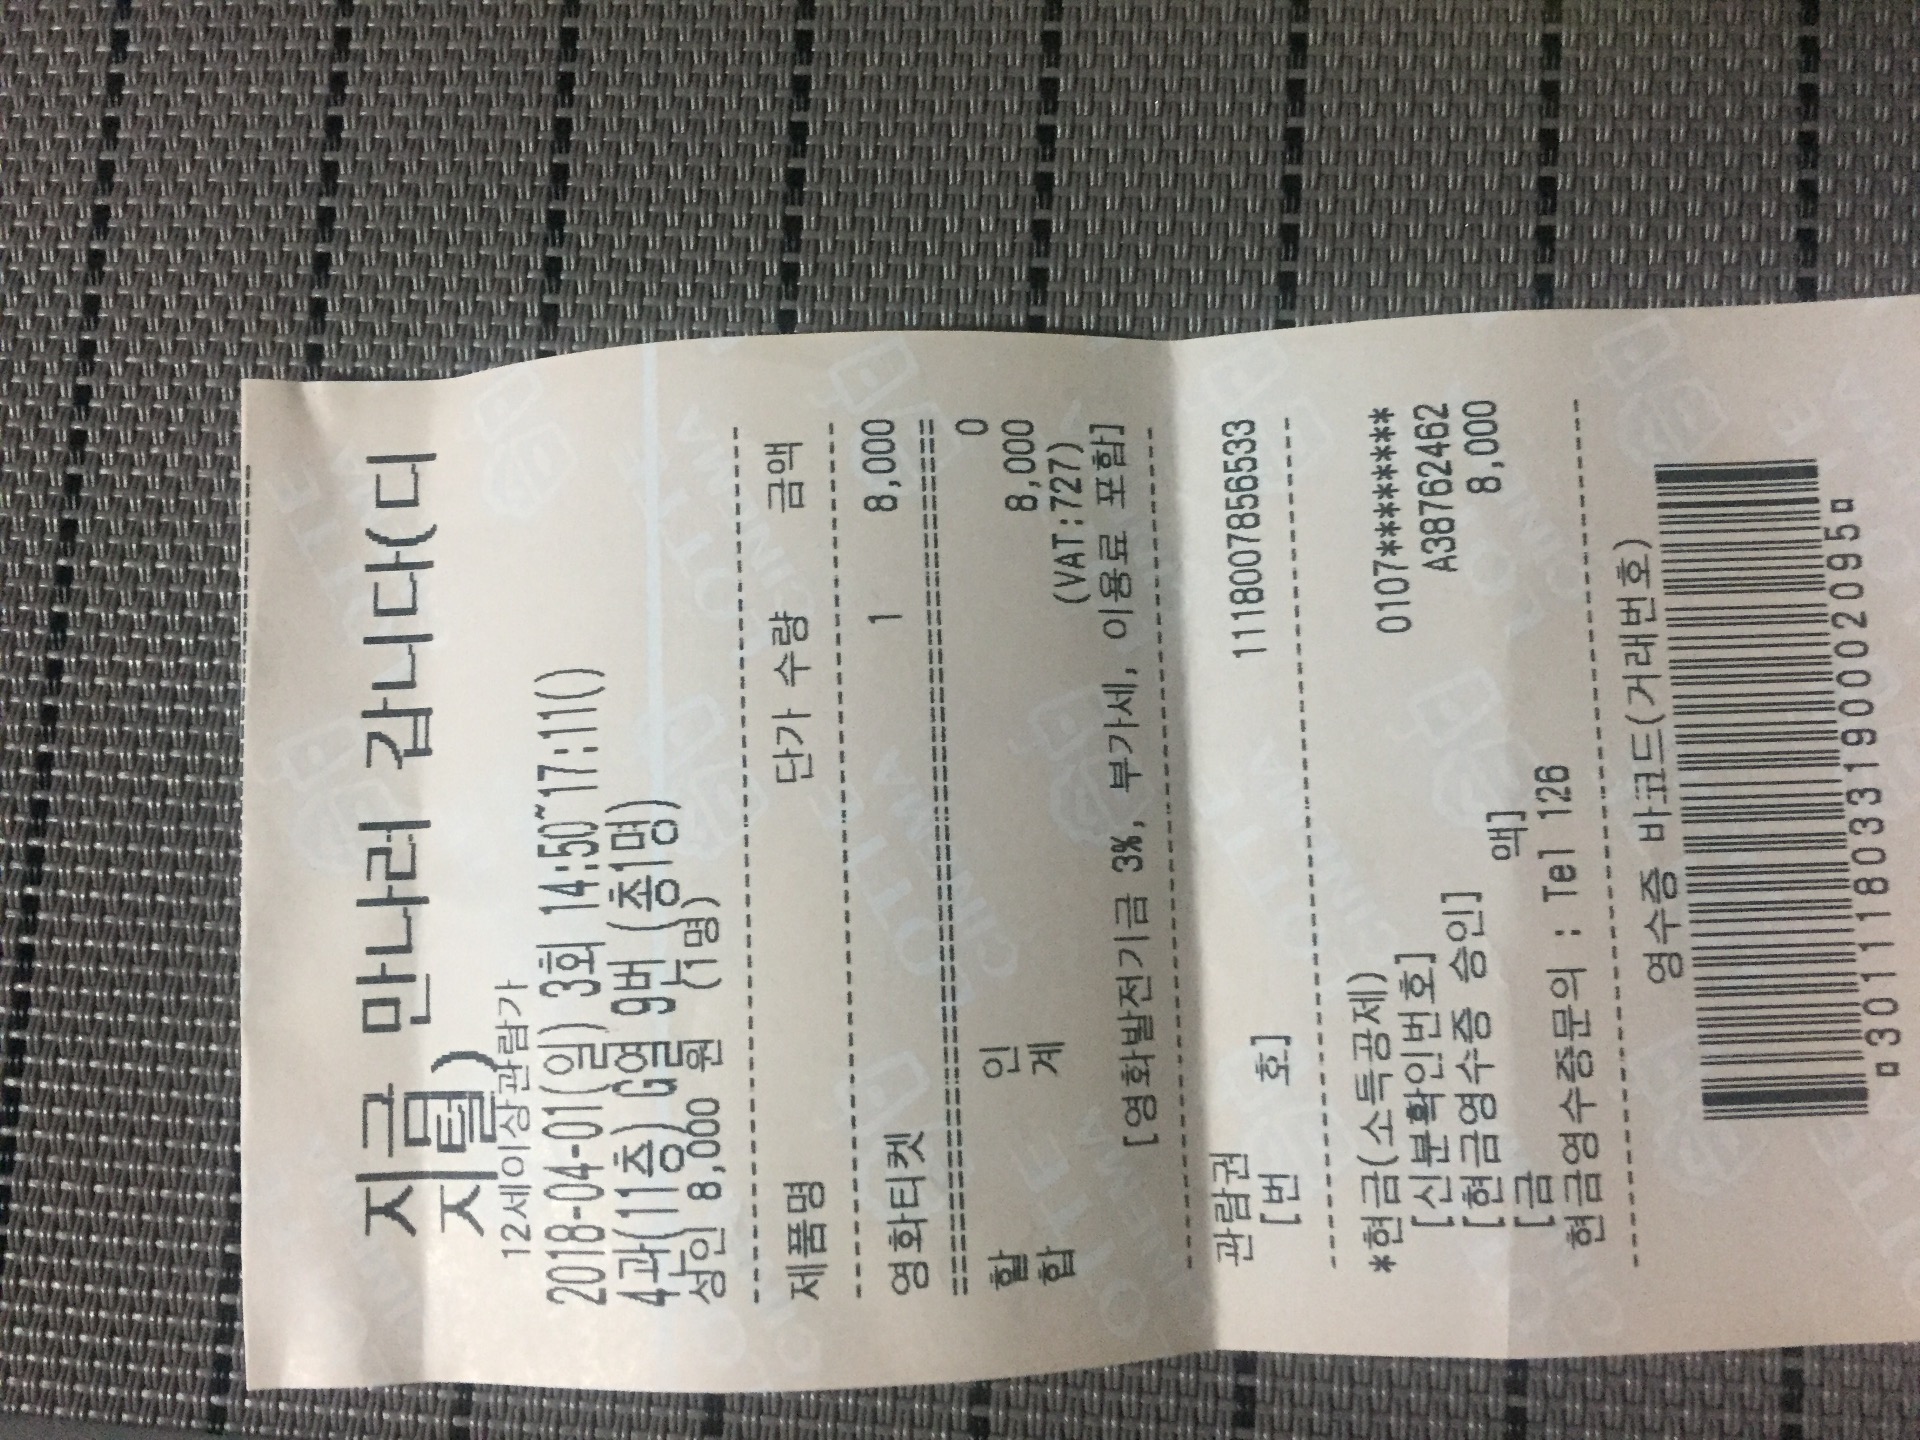 지금 만나러 갑니다(디
지털)
12세이상관람가
2018-04-01(일) 3회 14:50~17:11()
4관(11층) G열 9번 (총1명)
성인 8,000 원 (1명)
제품명 단가 수량 금액
영화티켓 1 8,000
할 인 0
합 계 8,000
(VAT:727)
[영화발전기금 3%, 부가세, 이용료 포함]
관람권
[번 호] 11180078565​33
*현금(소득공제)
[신분확인번호] 0107*******
[현금영수증 승인] A38762462
[금 액] 8,000
현금영수증문의 : Tel 126
영수증 바코드(거래번호)
301118033190002095
LOTTE CINEMA